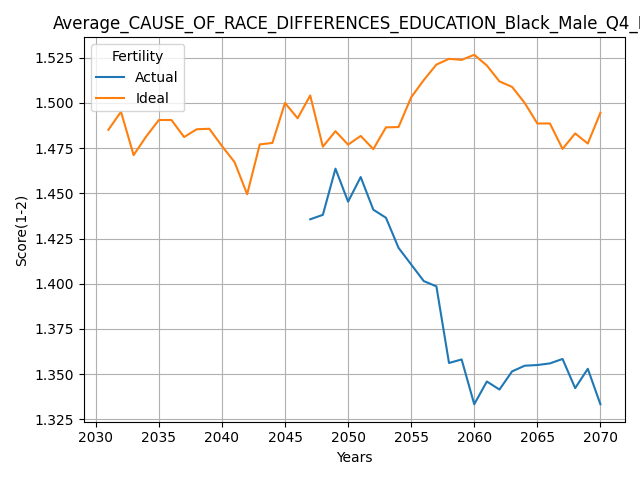 Average_CAUSE_OF_RACE_DIFFERENCES_EDUCATION_Black_Male_Q4_
Fertility
Actual
Ideal
Score(1-2)
1.525
1.500
1.475
1.450
1.425
1.400
1.375
1.350
1.325
2030 2035 2040 2045 2050 2055 2060 2065 2070
Years